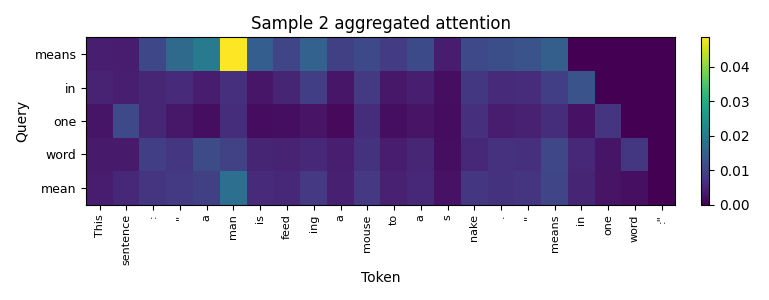 Sample 2 aggregated attention
Query
means
in
one
word
mean
0.04
0.03
0.02
0.01
0.00
This sentence : " a man is feed ing a mouse to a s nake . " means in one word ."
Token